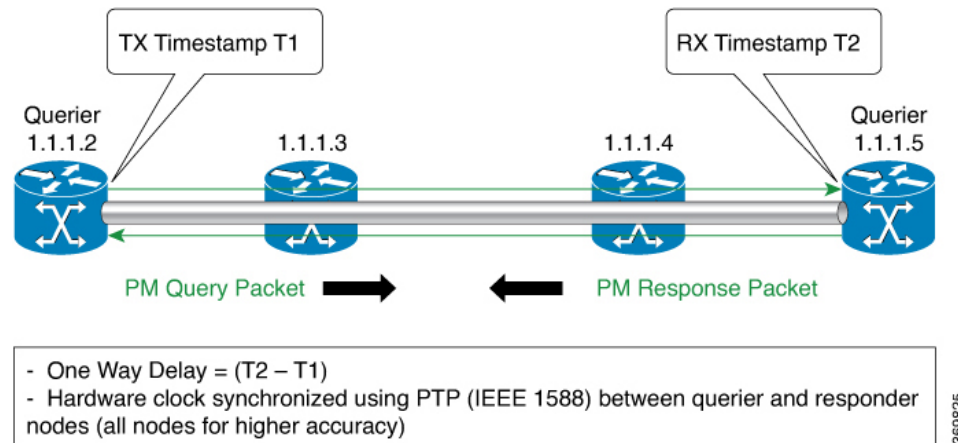 TX Timestamp T1
RX Timestamp T2
Querier
1.1.1.2
1.1.1.3
1.1.1.4
Querier
1.1.1.5
PM Query Packet
PM Response Packet
- One Way Delay = (T2 – T1)
- Hardware clock synchronized using PTP (IEEE 1588) between querier and responder
nodes (all nodes for higher accuracy)